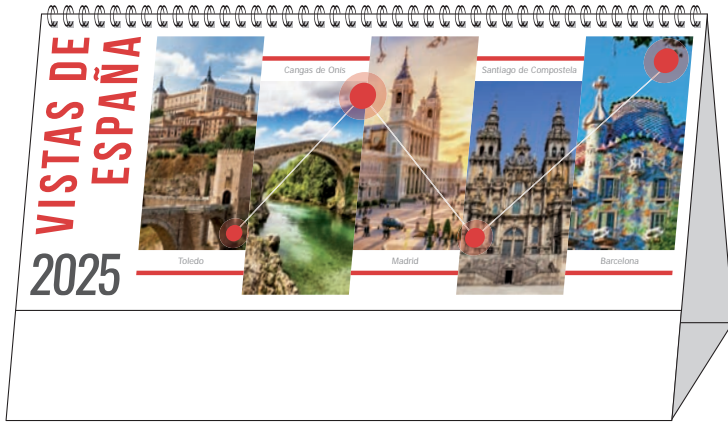 VISTAS DE
ESPAÑA
2025
Cangas de Onís
Santiago de Compostela
Toledo
Madrid
Barcelona